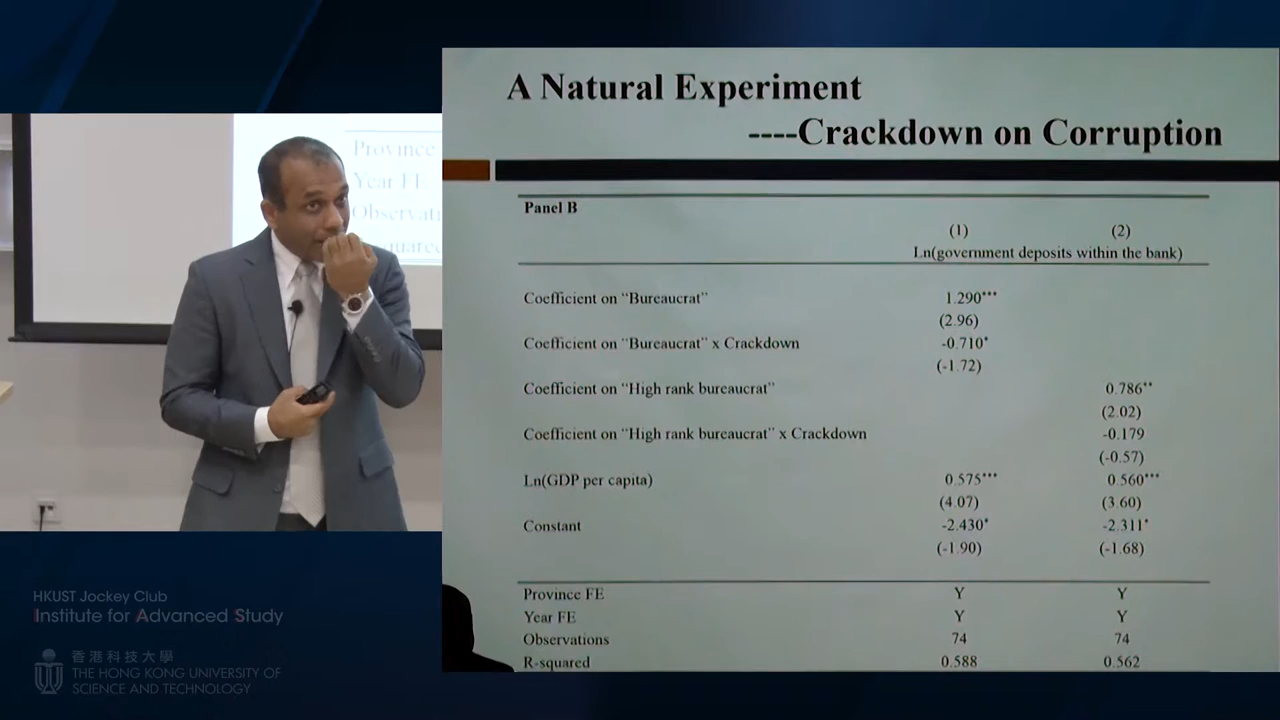 A Natural Experiment
----Crackdown on Corruption
Panel B
(1) (2)
Ln(government deposits within the bank)
Coefficient on "Bureaucrat" 1.290***
(2.96)
Coefficient on "Bureaucrat" x Crackdown -0.710*
(-1.72)
Coefficient on "High rank bureaucrat" 0.786**
(2.02)
Coefficient on "High rank bureaucrat" x Crackdown -0.179
(-0.57)
Ln(GDP per capita) 0.575*** 0.560***
(4.07) (3.60)
Constant -2.430* -2.311*
(-1.90) (-1.68)
Province FE Y Y
Year FE Y Y
Observations 74 74
R-squared 0.588 0.562
Province
Year FE
Observati
quared
HKUST Jockey Club
Institute for Advanced Study
香港科技大學
THE HONG KONG UNIVERSITY OF
SCIENCE AND TECHNOLOGY